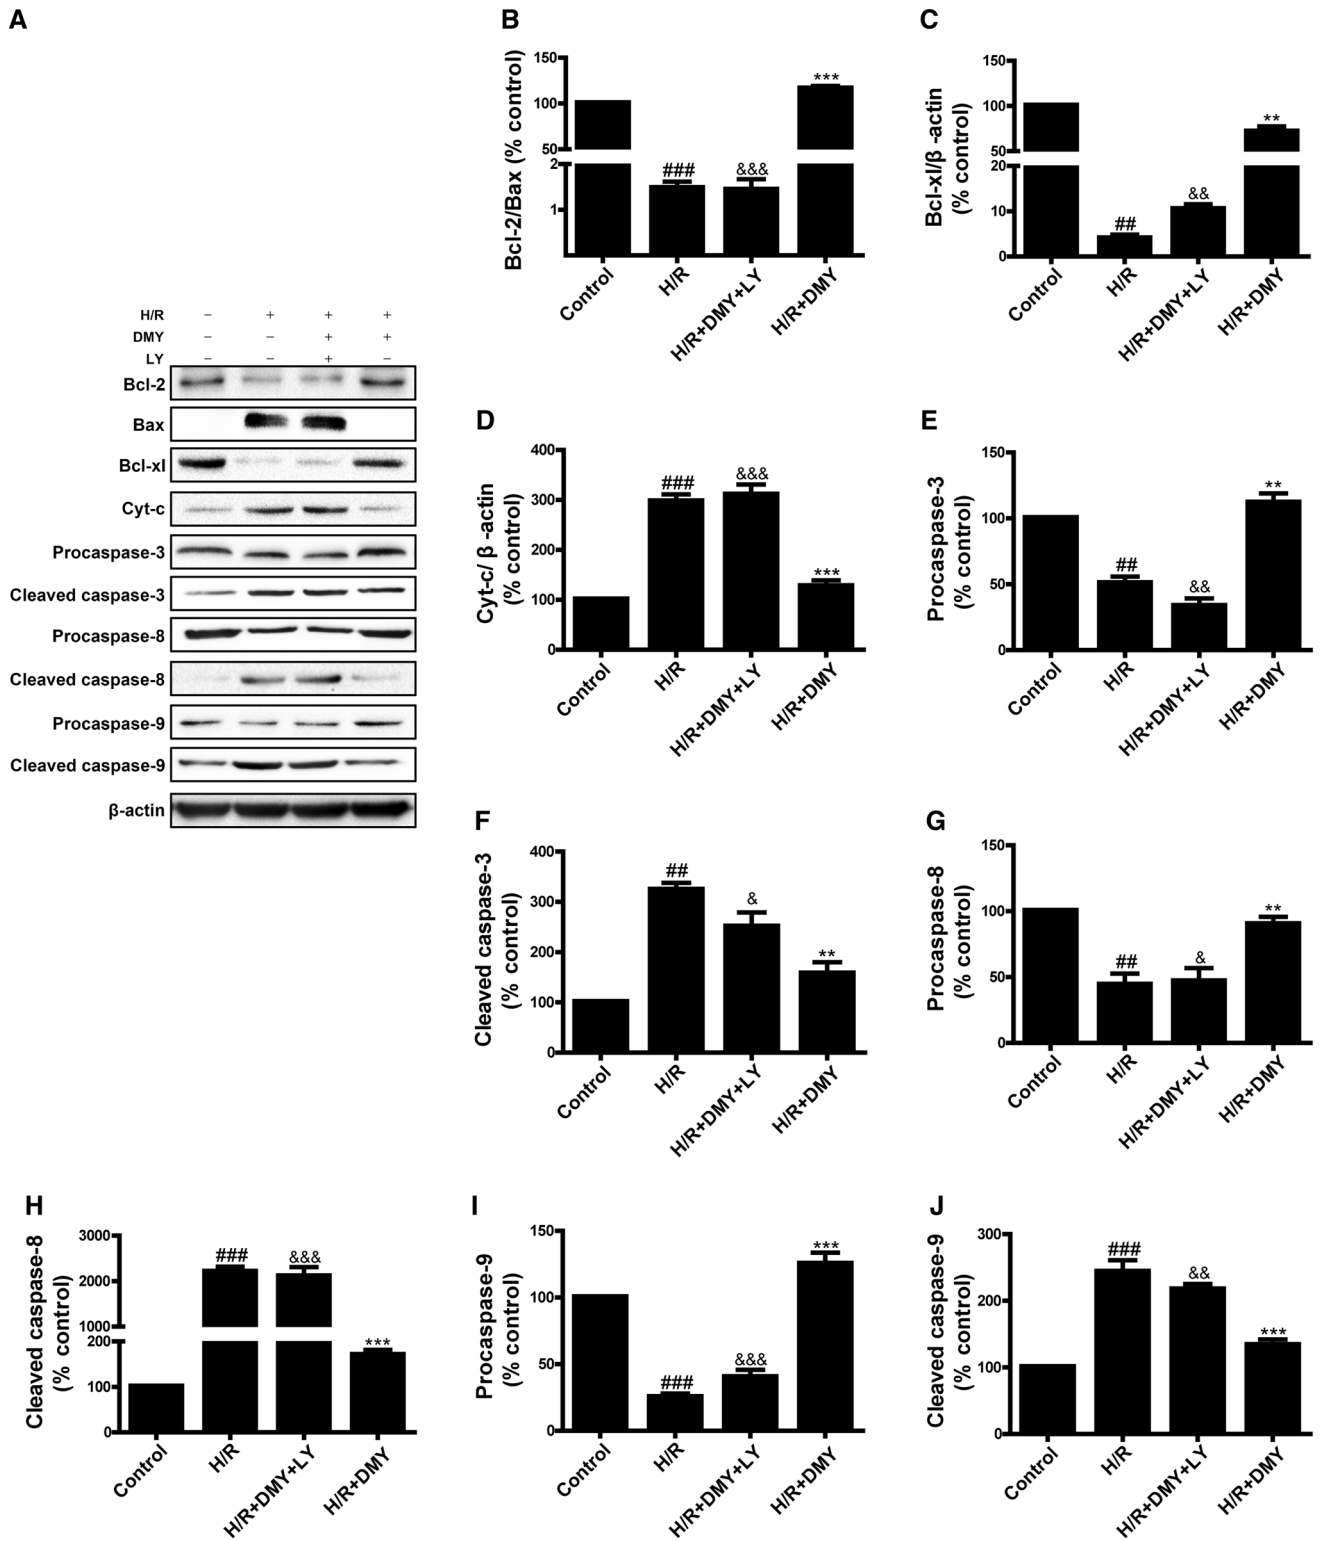 A
H/R – + + +
DMY – – + +
LY – – + –
Bcl-2
Bax
Bcl-xl
Cyt-c
Procaspase-3
Cleaved caspase-3
Procaspase-8
Cleaved caspase-8
Procaspase-9
Cleaved caspase-9
β-actin
B
Bcl-2/Bax (% control)
150
100
50
2
1
###
&&&
***
Control
H/R
H/R+DMY+LY
H/R+DMY
C
Bcl-xl/β -actin
(% control)
150
100
50
20
10
0
##
&&
**
Control
H/R
H/R+DMY+LY
H/R+DMY
D
Cyt-c/ β -actin
(% control)
400
300
200
100
0
###
&&&
***
Control
H/R
H/R+DMY+LY
H/R+DMY
E
Procaspase-3
(% control)
150
100
50
0
##
&&
**
Control
H/R
H/R+DMY+LY
H/R+DMY
F
Cleaved caspase-3
(% control)
400
300
200
100
0
##
&
**
Control
H/R
H/R+DMY+LY
H/R+DMY
G
Procaspase-8
(% control)
150
100
50
0
##
&
**
Control
H/R
H/R+DMY+LY
H/R+DMY
H
Cleaved caspase-8
(% control)
3000
2000
1000
200
100
0
###
&&&
***
Control
H/R
H/R+DMY+LY
H/R+DMY
I
Procaspase-9
(% control)
150
100
50
0
###
&&&
***
Control
H/R
H/R+DMY+LY
H/R+DMY
J
Cleaved caspase-9
(% control)
300
200
100
0
###
&&
***
Control
H/R
H/R+DMY+LY
H/R+DMY